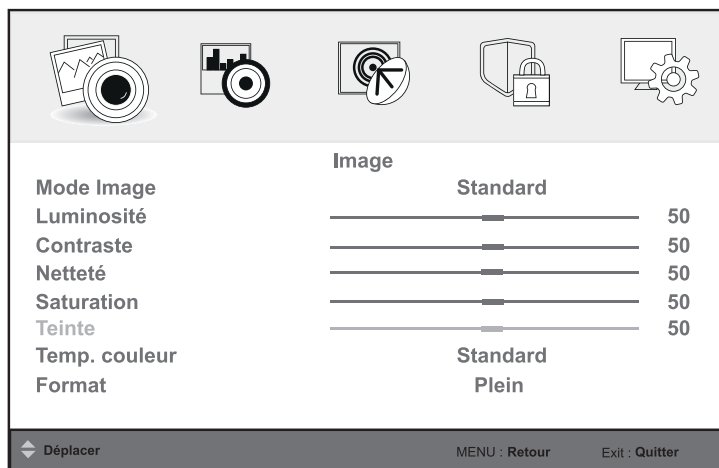 Image
Mode Image Standard
Luminosité 50
Contraste 50
Netteté 50
Saturation 50
Teinte 50
Temp. couleur Standard
Format Plein
Déplacer MENU : Retour Exit : Quitter